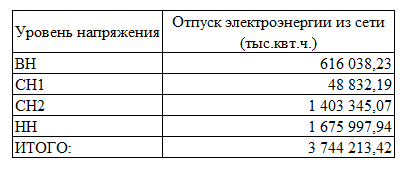 Уровень напряжения Отпуск электроэнергии из сети
(тыс.квт.ч.)
ВН 616 038,23
СН1 48 832,19
СН2 1 403 345,07
НН 1 675 997,94
ИТОГО: 3 744 213,42